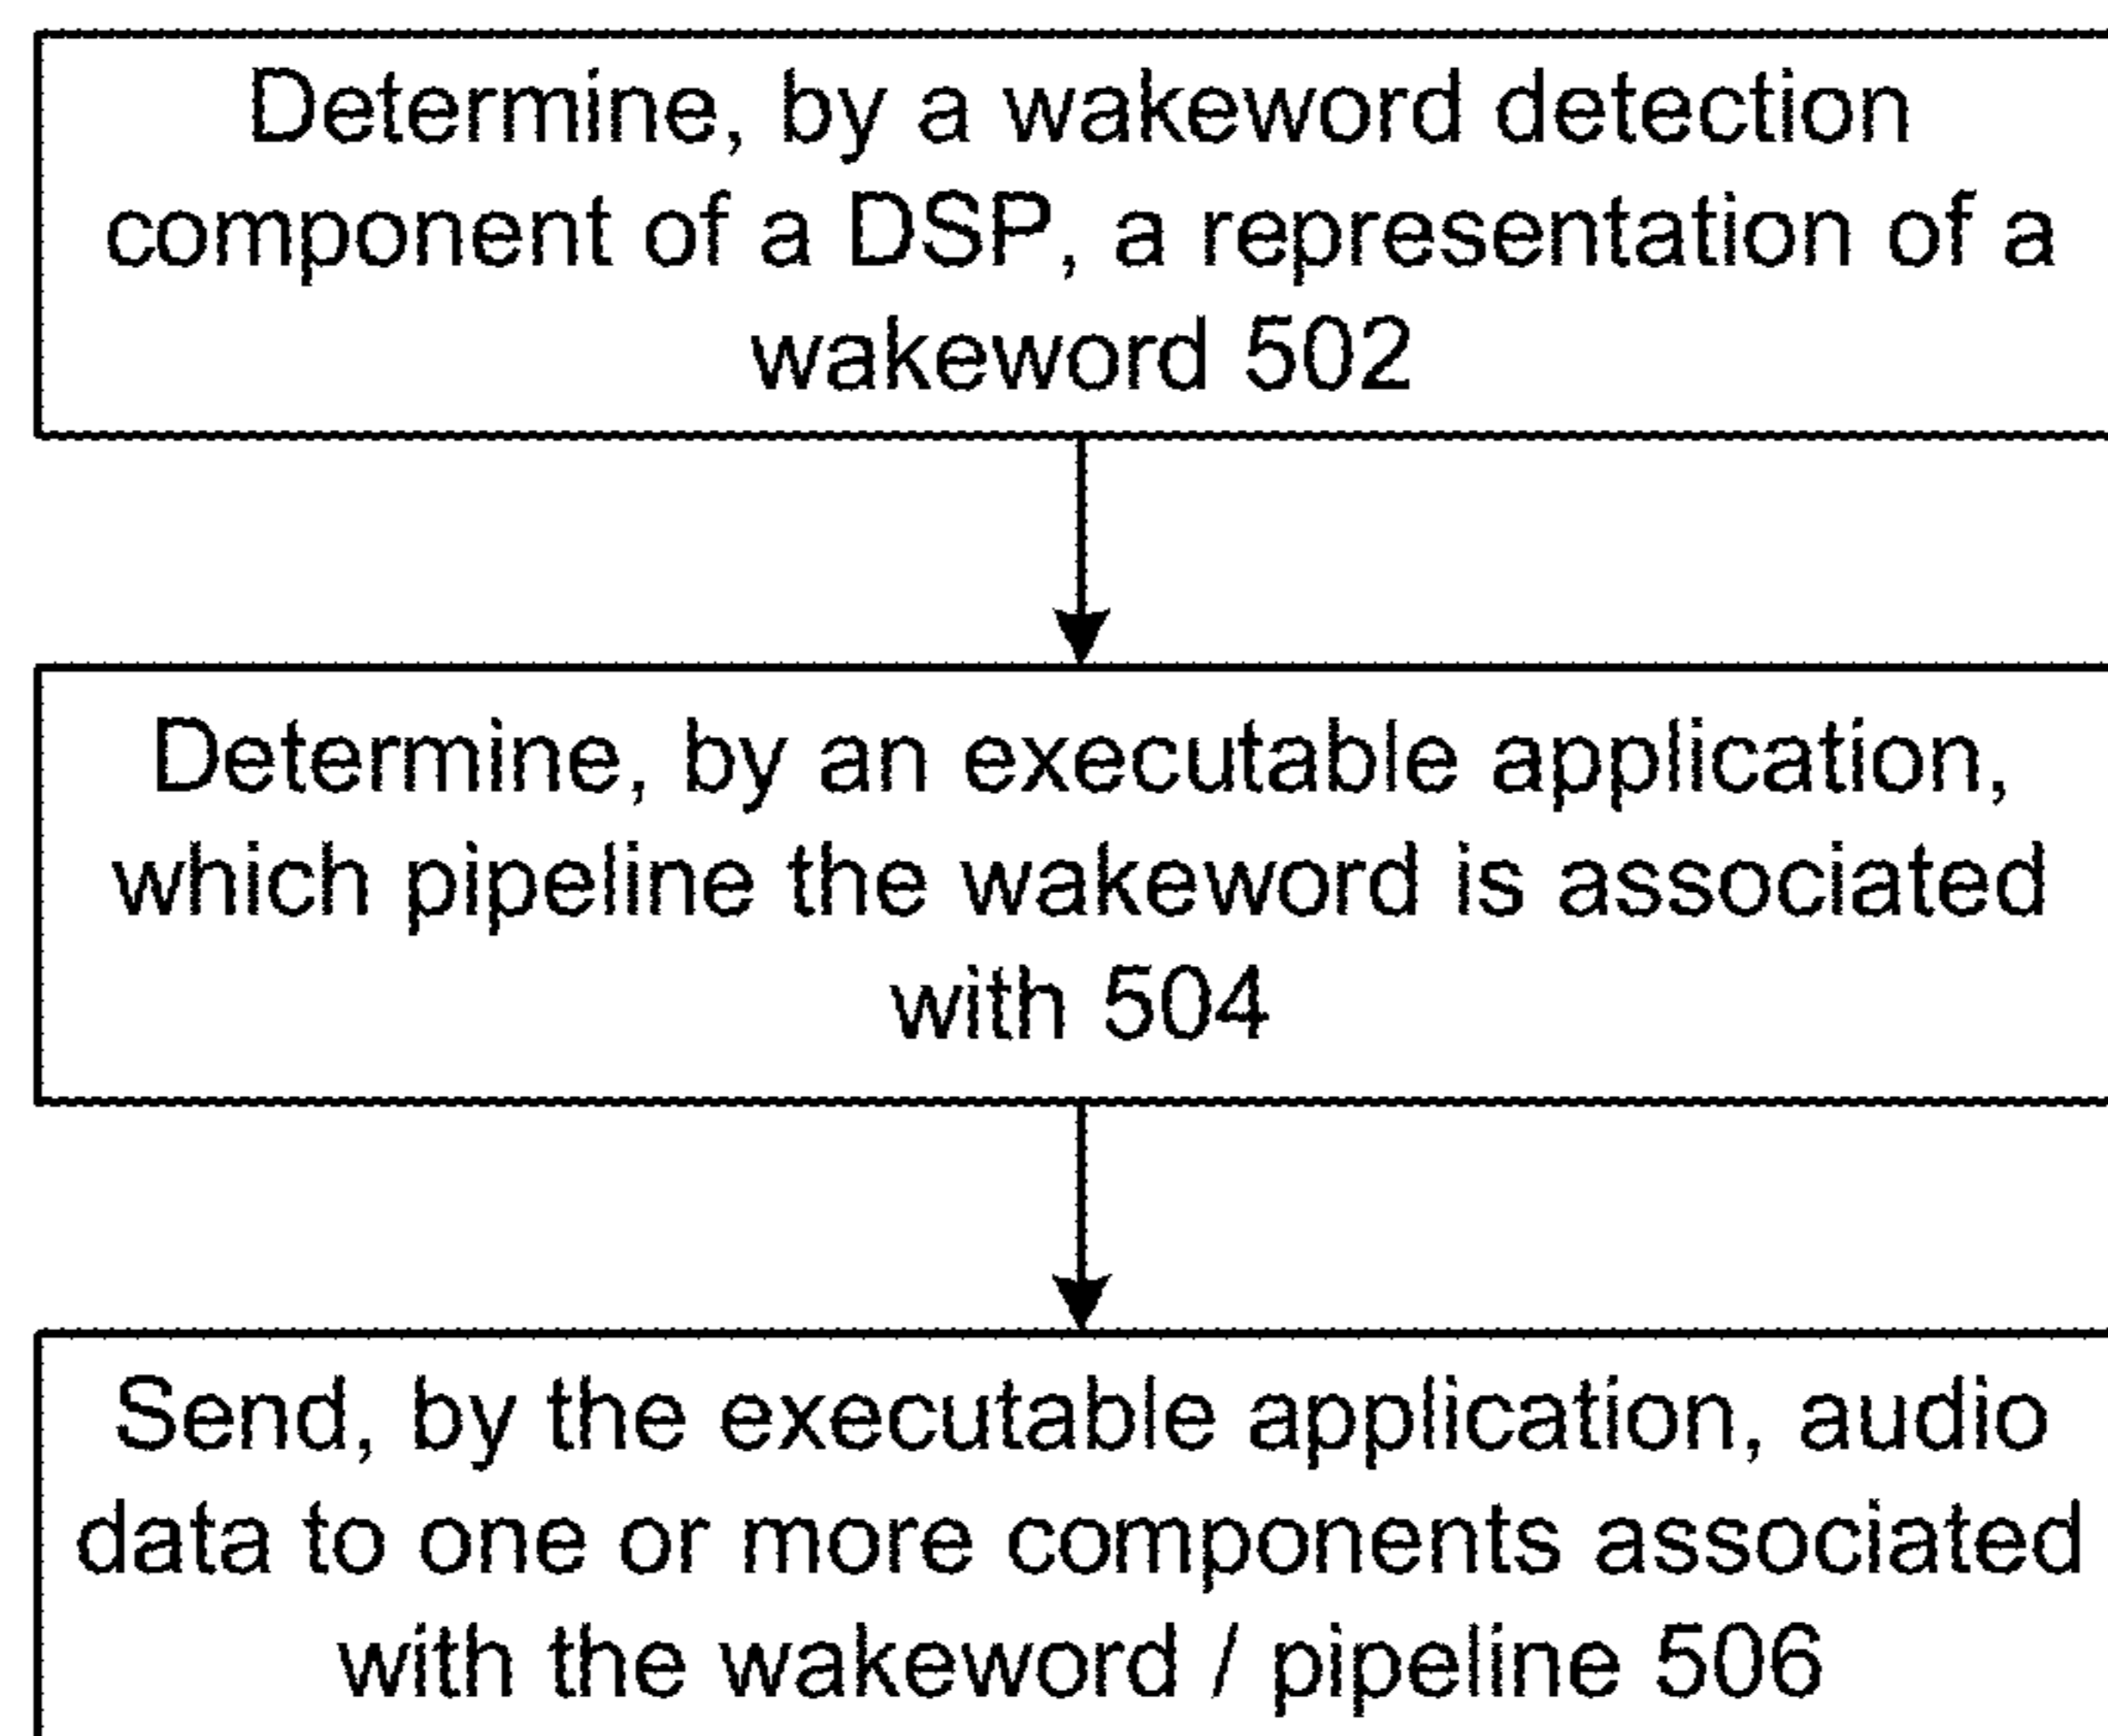 Determine, by a wakeword detection
component of a DSP, a representation of a
wakeword 502
Determine, by an executable application,
which pipeline the wakeword is associated
with 504
Send, by the executable application, audio
data to one or more components associated
with the wakeword / pipeline 506